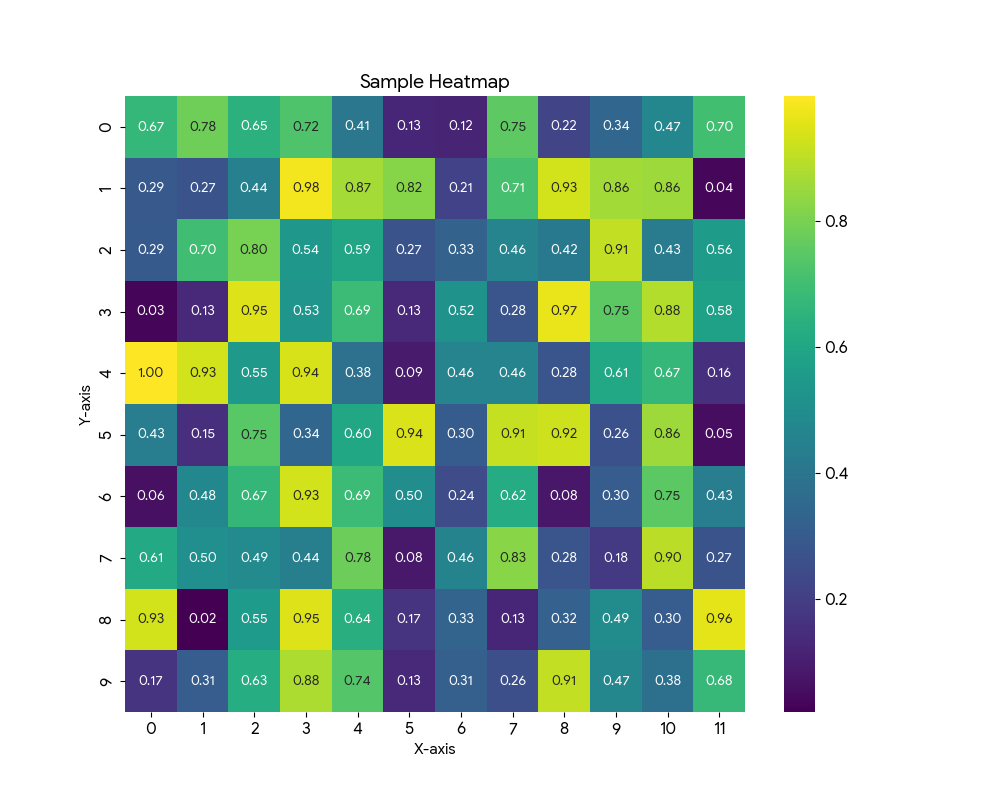 Sample Heatmap
0 0.67 0.78 0.65 0.72 0.41 0.13 0.12 0.75 0.22 0.34 0.47 0.70
1 0.29 0.27 0.44 0.98 0.87 0.82 0.21 0.71 0.93 0.86 0.86 0.04
0.8
2 0.29 0.70 0.80 0.54 0.59 0.27 0.33 0.46 0.42 0.91 0.43 0.56
3 0.03 0.13 0.95 0.53 0.69 0.13 0.52 0.28 0.97 0.75 0.88 0.58
0.6
4 1.00 0.93 0.55 0.94 0.38 0.09 0.46 0.46 0.28 0.61 0.67 0.16
Y-axis
5 0.43 0.15 0.75 0.34 0.60 0.94 0.30 0.91 0.92 0.26 0.86 0.05
0.4
6 0.06 0.48 0.67 0.93 0.69 0.50 0.24 0.62 0.08 0.30 0.75 0.43
7 0.61 0.50 0.49 0.44 0.78 0.08 0.46 0.83 0.28 0.18 0.90 0.27
0.2
8 0.93 0.02 0.55 0.95 0.64 0.17 0.33 0.13 0.32 0.49 0.30 0.96
9 0.17 0.31 0.63 0.88 0.74 0.13 0.31 0.26 0.91 0.47 0.38 0.68
0 1 2 3 4 5 6 7 8 9 10 11
X-axis